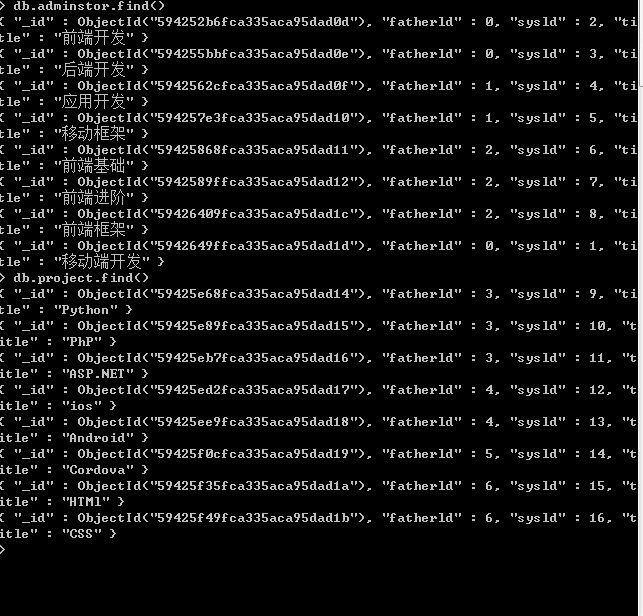 > db.adminstor.find()
{ "_id" : ObjectId("594252b6fca335aca95dad0d"), "fatherld" : 0, "sysld" : 2, "ti
tle" : "前端开发" }
{ "_id" : ObjectId("594255bbfca335aca95dad0e"), "fatherld" : 0, "sysld" : 3, "ti
tle" : "后端开发" }
{ "_id" : ObjectId("5942562cfca335aca95dad0f"), "fatherld" : 1, "sysld" : 4, "ti
tle" : "应用开发" }
{ "_id" : ObjectId("594257e3fca335aca95dad10"), "fatherld" : 1, "sysld" : 5, "ti
tle" : "移动框架" }
{ "_id" : ObjectId("59425868fca335aca95dad11"), "fatherld" : 2, "sysld" : 6, "ti
tle" : "前端基础" }
{ "_id" : ObjectId("5942589ffca335aca95dad12"), "fatherld" : 2, "sysld" : 7, "ti
tle" : "前端进阶" }
{ "_id" : ObjectId("59426409fca335aca95dad1c"), "fatherld" : 2, "sysld" : 8, "ti
tle" : "前端框架" }
{ "_id" : ObjectId("5942649ffca335aca95dad1d"), "fatherld" : 0, "sysld" : 1, "ti
tle" : "移动端开发" }
> db.project.find()
{ "_id" : ObjectId("59425e68fca335aca95dad14"), "fatherld" : 3, "sysld" : 9, "ti
tle" : "Python" }
{ "_id" : ObjectId("59425e89fca335aca95dad15"), "fatherld" : 3, "sysld" : 10, "t
itle" : "PhP" }
{ "_id" : ObjectId("59425eb7fca335aca95dad16"), "fatherld" : 3, "sysld" : 11, "t
itle" : "ASP.NET" }
{ "_id" : ObjectId("59425ed2fca335aca95dad17"), "fatherld" : 4, "sysld" : 12, "t
itle" : "ios" }
{ "_id" : ObjectId("59425ee9fca335aca95dad18"), "fatherld" : 4, "sysld" : 13, "t
itle" : "Android" }
{ "_id" : ObjectId("59425f0cfca335aca95dad19"), "fatherld" : 5, "sysld" : 14, "t
itle" : "Cordova" }
{ "_id" : ObjectId("59425f35fca335aca95dad1a"), "fatherld" : 6, "sysld" : 15, "t
itle" : "HTMl" }
{ "_id" : ObjectId("59425f49fca335aca95dad1b"), "fatherld" : 6, "sysld" : 16, "t
itle" : "CSS" }
>